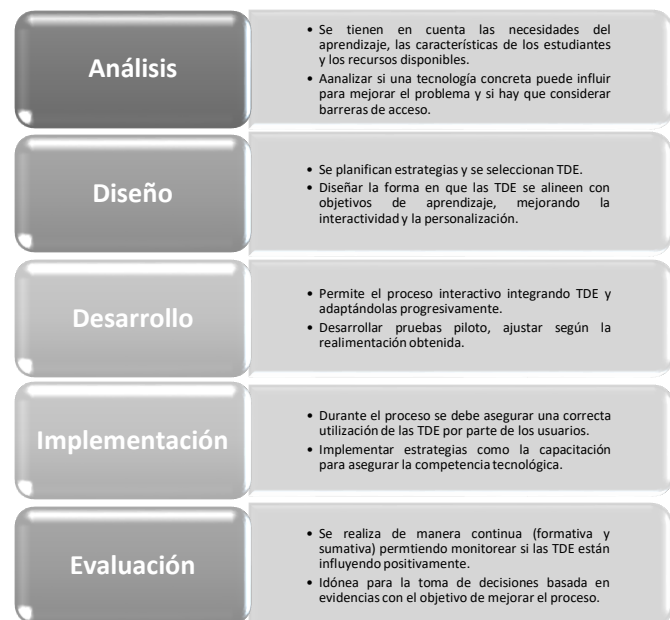 Análisis
• Se tienen en cuenta las necesidades del
aprendizaje, las características de los estudiantes
y los recursos disponibles.
• Aanalizar si una tecnología concreta puede influir
para mejorar el problema y si hay que considerar
barreras de acceso.
Diseño
• Se planifican estrategias y se seleccionan TDE.
• Diseñar la forma en que las TDE se alineen con
objetivos de aprendizaje, mejorando la
interactividad y la personalización.
Desarrollo
• Permite el proceso interactivo integrando TDE y
adaptándolas progresivamente.
• Desarrollar pruebas piloto, ajustar según la
realimentación obtenida.
Implementación
• Durante el proceso se debe asegurar una correcta
utilización de las TDE por parte de los usuarios.
• Implementar estrategias como la capacitación
para asegurar la competencia tecnológica.
Evaluación
• Se realiza de manera continua (formativa y
sumativa) permtiendo monitorear si las TDE están
influyendo positivamente.
• Idónea para la toma de decisiones basada en
evidencias con el objetivo de mejorar el proceso.